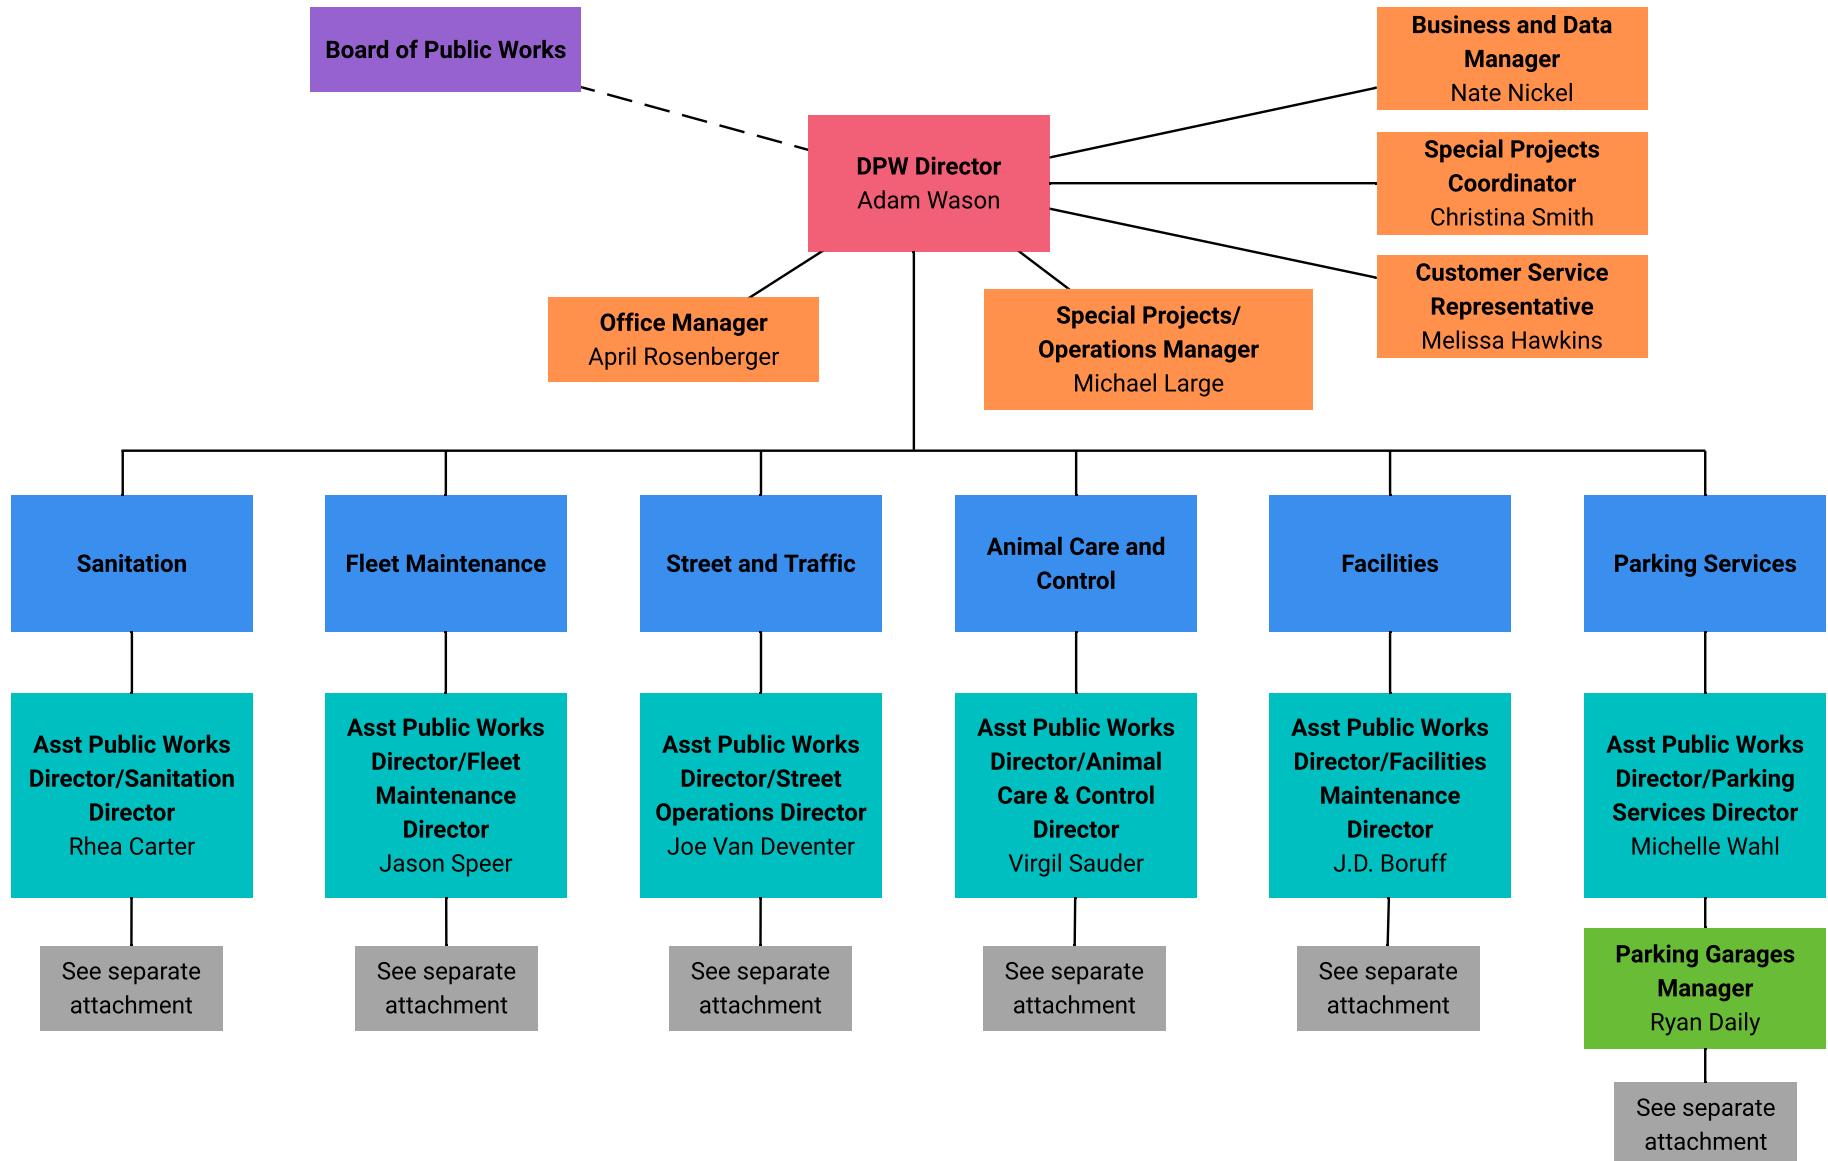 Board of Public Works
Business and Data
Manager
Nate Nickel
DPW Director
Adam Wason
Special Projects
Coordinator
Christina Smith
Customer Service
Representative
Melissa Hawkins
Office Manager
April Rosenberger
Special Projects/
Operations Manager
Michael Large
Sanitation
Fleet Maintenance
Street and Traffic
Animal Care and
Control
Facilities
Parking Services
Asst Public Works
Director/Sanitation
Director
Rhea Carter
Asst Public Works
Director/Fleet
Maintenance
Director
Jason Speer
Asst Public Works
Director/Street
Operations Director
Joe Van Deventer
Asst Public Works
Director/Animal
Care & Control
Director
Virgil Sauder
Asst Public Works
Director/Facilities
Maintenance
Director
J.D. Boruff
Asst Public Works
Director/Parking
Services Director
Michelle Wahl
See separate
attachment
See separate
attachment
See separate
attachment
See separate
attachment
See separate
attachment
Parking Garages
Manager
Ryan Daily
See separate
attachment